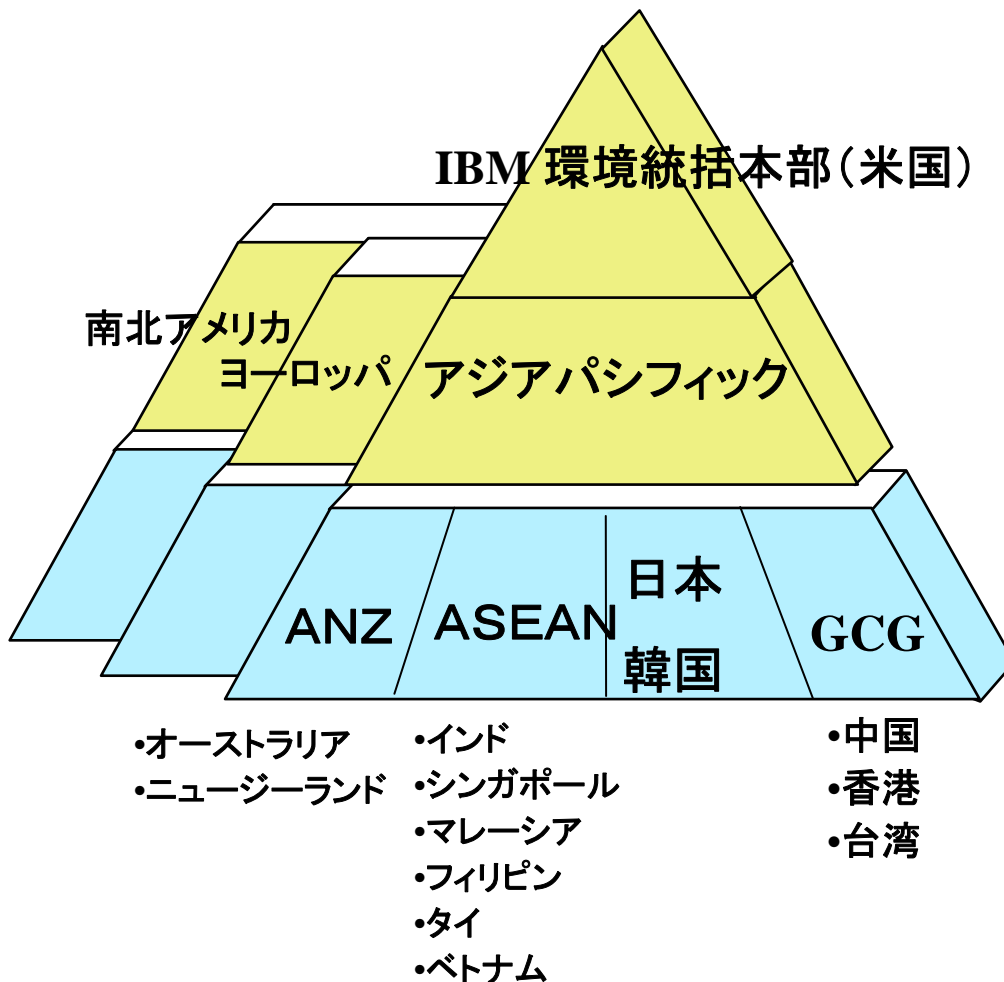 IBM 環境統括本部(米国)
南北アメリカ
ヨーロッパ
アジアパシフィック
ANZ
ASEAN
日本
韓国
GCG
•オーストラリア
•ニュージーランド
•インド
•シンガポール
•マレーシア
•フィリピン
•タイ
•ベトナム
•中国
•香港
•台湾